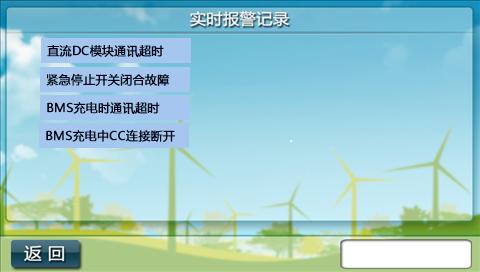 实时报警记录
直流DC模块通讯超时
紧急停止开关闭合故障
BMS充电时通讯超时
BMS充电中CC连接断开
返回